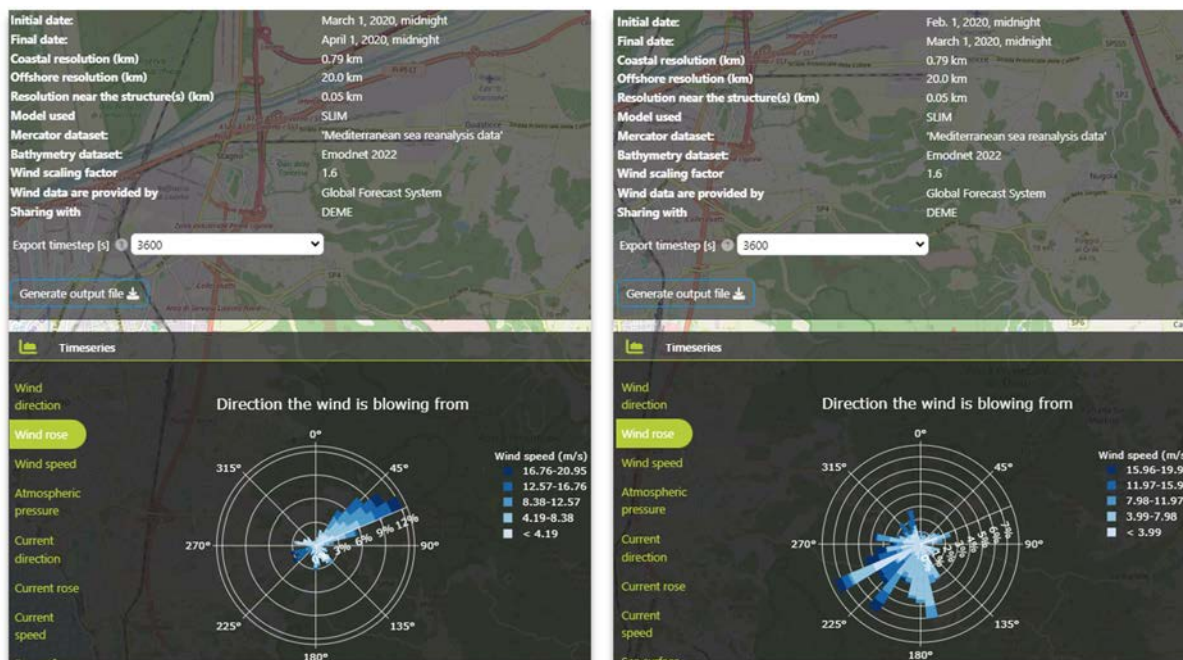 Initial date: March 1, 2020, midnight
Final date: April 1, 2020, midnight
Coastal resolution (km) 0.79 km
Offshore resolution (km) 20.0 km
Resolution near the structure(s) (km) 0.05 km
Model used SLIM
Mercator dataset: 'Mediterranean sea reanalysis data'
Bathymetry dataset: Emodnet 2022
Wind scaling factor 1.6
Wind data are provided by Global Forecast System
Sharing with DEME
Export timestep [s] 3600
Generate output file
Timeseries
Wind
direction
Wind rose
Wind speed
Atmospheric
pressure
Current
direction
Current rose
Current
speed
Direction the wind is blowing from
0°
45°
90°
135°
180°
225°
270°
315°
3% 6% 9% 12%
Wind speed (m/s)
16.76-20.95
12.57-16.76
8.38-12.57
4.19-8.38
< 4.19
Initial date: Feb. 1, 2020, midnight
Final date: March 1, 2020, midnight
Coastal resolution (km) 0.79 km
Offshore resolution (km) 20.0 km
Resolution near the structure(s) (km) 0.05 km
Model used SLIM
Mercator dataset: 'Mediterranean sea reanalysis data'
Bathymetry dataset: Emodnet 2022
Wind scaling factor 1.6
Wind data are provided by Global Forecast System
Sharing with DEME
Export timestep [s] ? 3600
Generate output file
SP6
Timeseries
Wind
direction
Wind rose
Wind speed
Atmospheric
pressure
Current
direction
Current rose
Current
speed
Direction the wind is blowing from
0°
45°
90°
135°
180°
225°
270°
315°
4% 5% 6% 7%
Wind speed (m/s
15.96-19.9
11.97-15.9
7.98-11.97
3.99-7.98
< 3.99